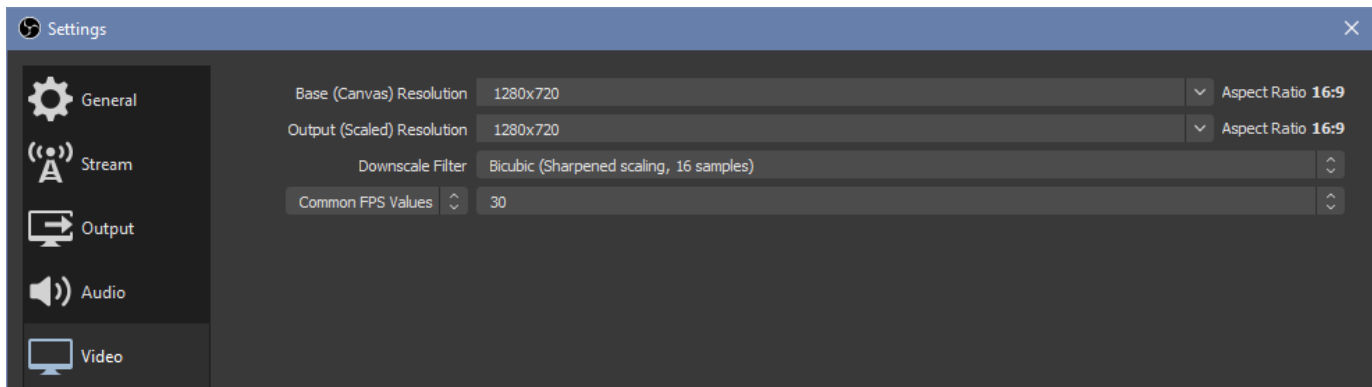 Settings
General
Stream
Output
Audio
Video
Base (Canvas) Resolution 1280x720 Aspect Ratio 16:9
Output (Scaled) Resolution 1280x720 Aspect Ratio 16:9
Downscale Filter Bicubic (Sharpened scaling, 16 samples)
Common FPS Values 30